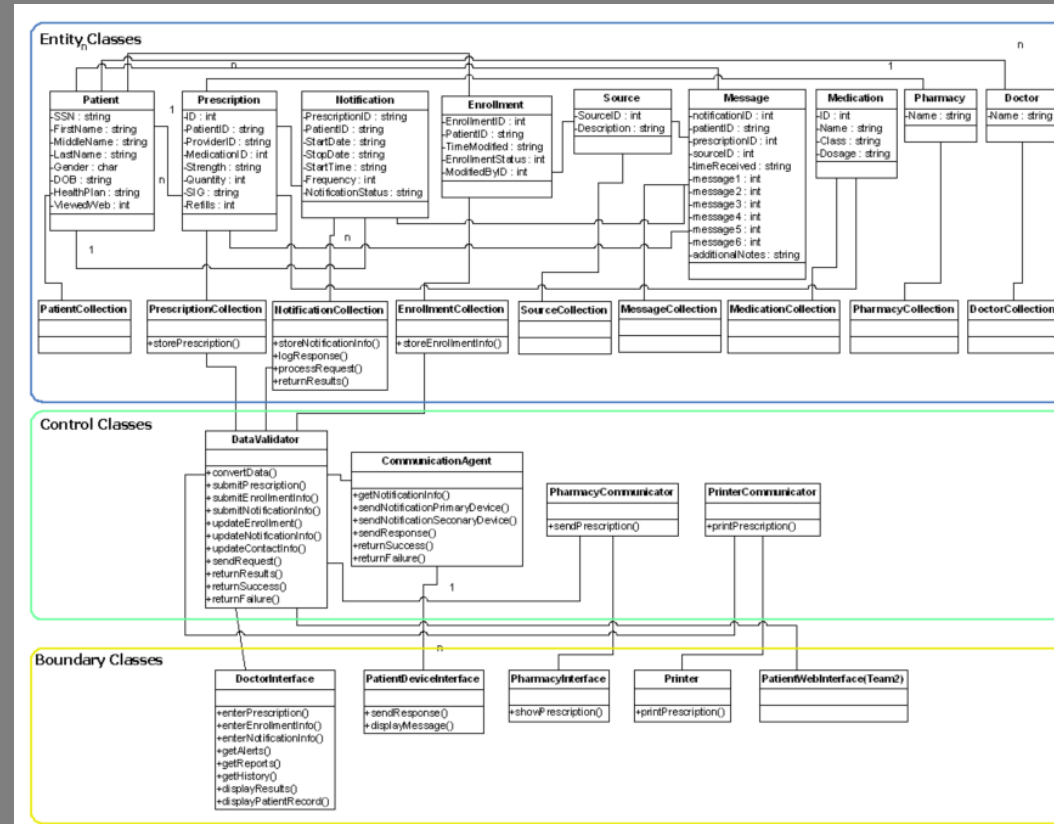 Entity Classes
n
n
n
1
Patient
-SSN : string
-FirstName : string
-MiddleName : string
-LastName : string
-Gender : char
-DOB : string
-HealthPlan : string
-ViewedWeb : int
1
n
Prescription
-ID : int
-PatientID : string
-ProviderID : string
-MedicationID : int
-Strength : string
-Quantity : int
-SIG : string
-Refills : int
Notification
-PrescriptionID : string
-PatientID : string
-StartDate : string
-StopDate : string
-StartTime : string
-Frequency : int
-NotificationStatus : string
Enrollment
-EnrollmentID : int
-PatientID : string
-TimeModified : string
-EnrollmentStatus : int
-ModifiedByID : int
Source
-SourceID : int
-Description : string
Message
-notificationID : int
-patientID : string
-prescriptionID : int
-sourceID : int
-timeReceived : string
-message1 : int
-message2 : int
-message3 : int
-message4 : int
-message5 : int
-message6 : int
-additionalNotes : string
Medication
-ID : int
-Name : string
-Class : string
-Dosage : string
Pharmacy
-Name : string
Doctor
-Name : string
n
1
PatientCollection
PrescriptionCollection
+storePrescription()
NotificationCollection
+storeNotificationInfo()
+logResponse()
+processRequest()
+returnResults()
EnrollmentCollection
+storeEnrollmentInfo()
SourceCollection
MessageCollection
MedicationCollection
PharmacyCollection
DoctorCollection
Control Classes
DataValidator
+convertData()
+submitPrescription()
+submitEnrollmentInfo()
+submitNotificationInfo()
+updateEnrollment()
+updateNotificationInfo()
+updateContactInfo()
+sendRequest()
+returnResults()
+returnSuccess()
+returnFailure()
CommunicationAgent
+getNotificationInfo()
+sendNotificationPrimaryDevice()
+sendNotificationSeconaryDevice()
+sendResponse()
+returnSuccess()
+returnFailure()
1
PharmacyCommunicator
+sendPrescription()
PrinterCommunicator
+printPrescription()
n
Boundary Classes
DoctorInterface
+enterPrescription()
+enterEnrollmentInfo()
+enterNotificationInfo()
+getAlerts()
+getReports()
+getHistory()
+displayResults()
+displayPatientRecord()
PatientDeviceInterface
+sendResponse()
+displayMessage()
PharmacyInterface
+showPrescription()
Printer
+printPrescription()
PatientWebInterface(Team2)